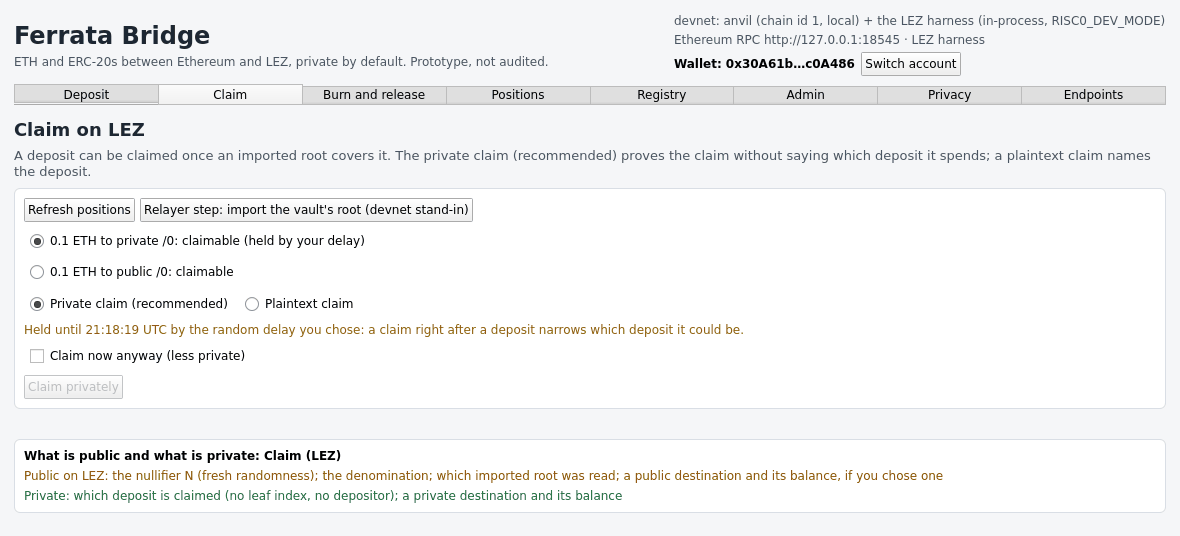 Ferrata Bridge
ETH and ERC-20s between Ethereum and LEZ, private by default. Prototype, not audited.
devnet: anvil (chain id 1, local) + the LEZ harness (in-process, RISC0_DEV_MODE)
Ethereum RPC http://127.0.0.1:18545 · LEZ harness
Wallet: 0x30A61b...c0A486 Switch account
Deposit Claim Burn and release Positions Registry Admin Privacy Endpoints
Claim on LEZ
A deposit can be claimed once an imported root covers it. The private claim (recommended) proves the claim without saying which deposit it spends; a plaintext claim names
the deposit.
Refresh positions Relayer step: import the vault's root (devnet stand-in)
0.1 ETH to private /0: claimable (held by your delay)
0.1 ETH to public /0: claimable
Private claim (recommended) Plaintext claim
Held until 21:18:19 UTC by the random delay you chose: a claim right after a deposit narrows which deposit it could be.
Claim now anyway (less private)
Claim privately
What is public and what is private: Claim (LEZ)
Public on LEZ: the nullifier N (fresh randomness); the denomination; which imported root was read; a public destination and its balance, if you chose one
Private: which deposit is claimed (no leaf index, no depositor); a private destination and its balance